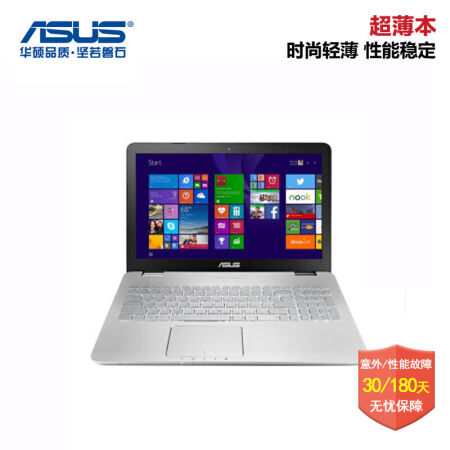 ASUS
华硕品质·坚若磐石
超薄本
时尚轻薄 性能稳定
Start
9
68°
nook
ASUS
意外/性能故障
30/180天
无忧保障